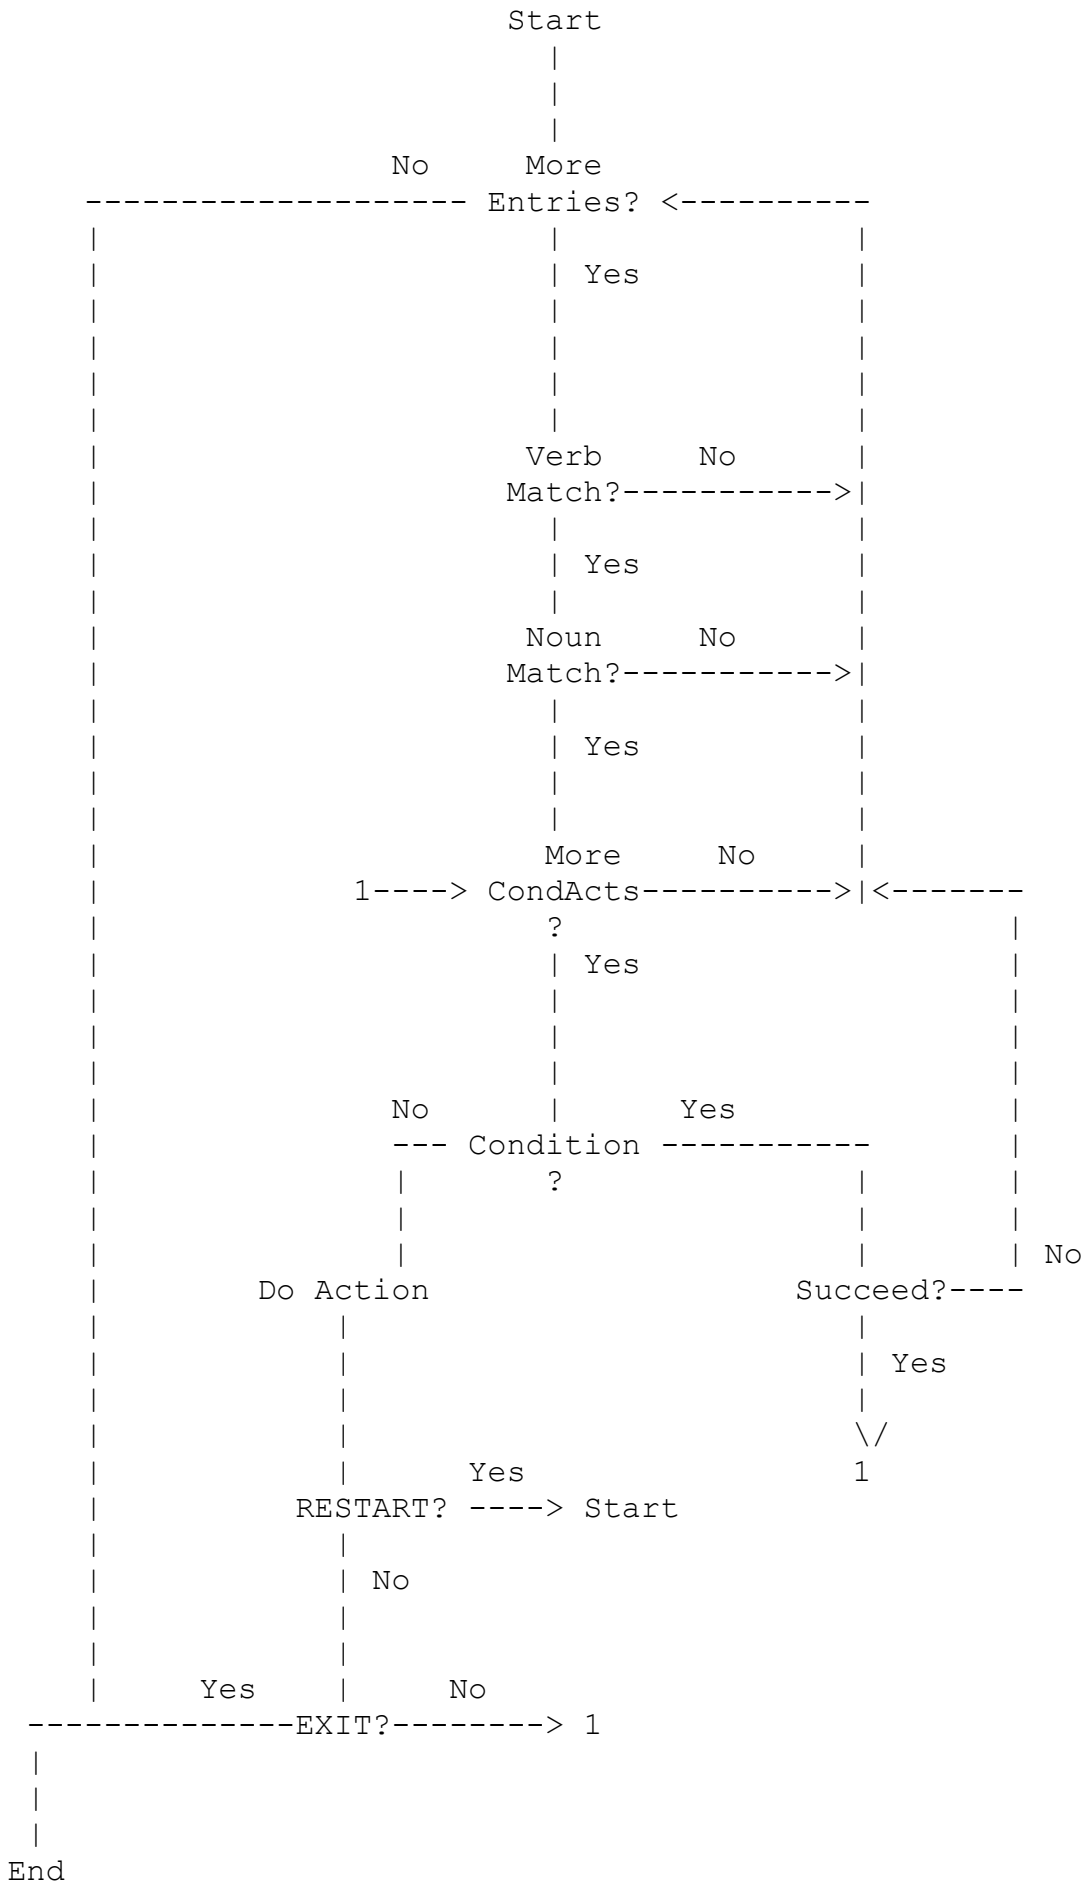 Start
|
|
|
No More
-------------------- Entries? <----------
| | |
| | Yes |
| | |
| | |
| | |
| | |
| Verb No |
| Match?----------->|
| | |
| | Yes |
| | |
| Noun No |
| Match?----------->|
| | |
| | Yes |
| | |
| | |
| More No |
| 1----> CondActs---------->|<-------
| ? |
| | Yes |
| | |
| | |
| | |
| No | Yes |
| --- Condition ----------- |
| | ? | |
| | | |
| | | | No
| Do Action Succeed?----
| | |
| | | Yes
| | |
| | \/
| | Yes 1
| RESTART? ----> Start
| |
| | No
| |
| |
| Yes | No
--------------EXIT?--------> 1
|
|
|
End